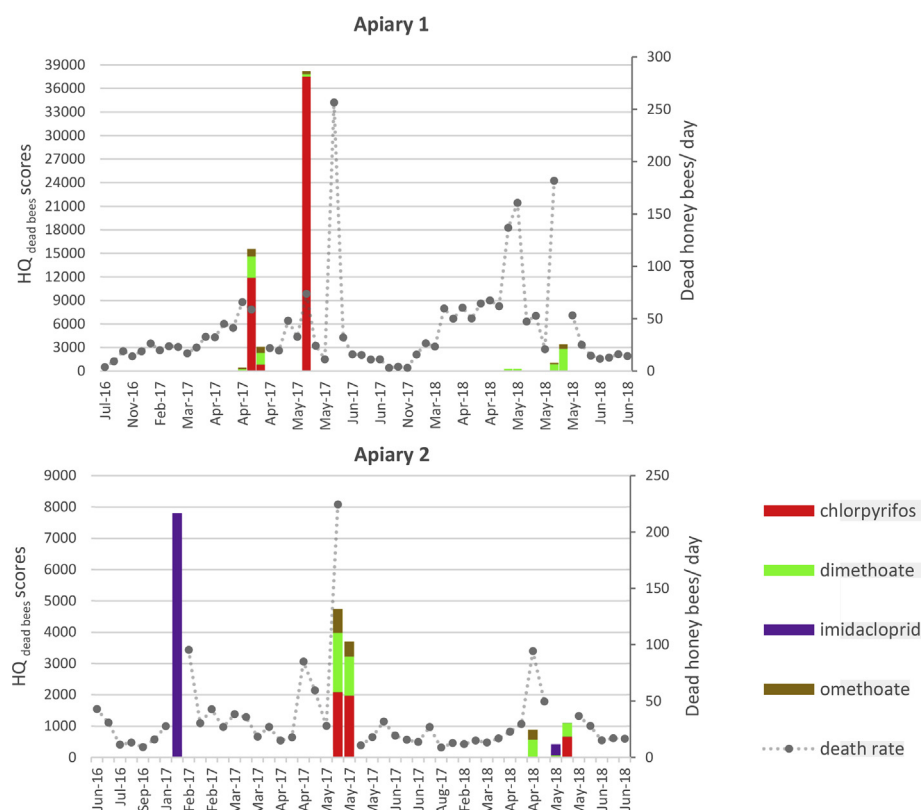 Apiary 1
HQ dead bees scores
39000
36000
33000
30000
27000
24000
21000
18000
15000
12000
9000
6000
3000
0
300
250
200
150
100
50
0
Dead honey bees/ day
Jul-16
Nov-16
Feb-17
Mar-17
Apr-17
Apr-17
Apr-17
May-17
May-17
Jun-17
Jun-17
Nov-17
Mar-18
Apr-18
Apr-18
May-18
May-18
May-18
Jun-18
Jun-18
Apiary 2
HQ dead bees scores
9000
8000
7000
6000
5000
4000
3000
2000
1000
0
250
200
150
100
50
0
Dead honey bees/ day
Jun-16
Jul-16
Sep-16
Jan-17
Feb-17
Feb-17
Mar-17
Mar-17
Apr-17
Apr-17
May-17
May-17
May-17
Jun-17
Jun-17
Aug-17
Feb-18
Mar-18
Apr-18
Apr-18
May-18
May-18
Jun-18
Jun-18
chlorpyrifos
dimethoate
imidacloprid
omethoate
death rate